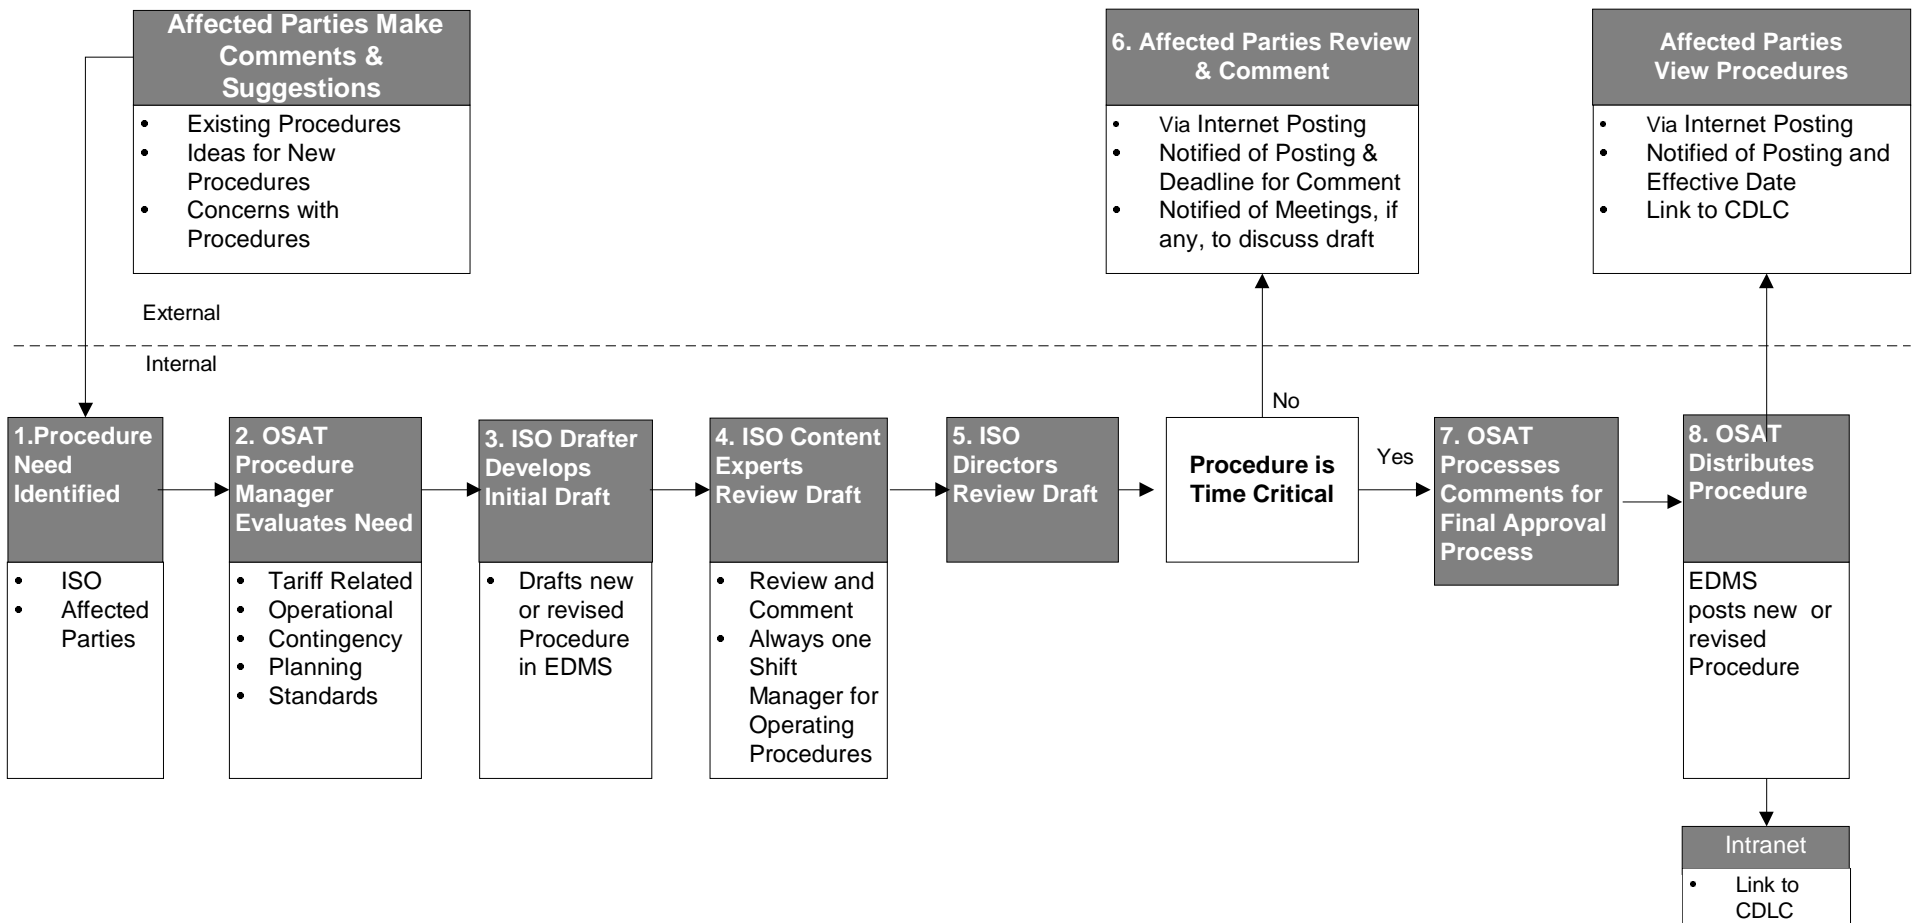 Affected Parties Make
Comments &
Suggestions
• Existing Procedures
• Ideas for New
Procedures
• Concerns with
Procedures
6. Affected Parties Review
& Comment
• Via Internet Posting
• Notified of Posting &
Deadline for Comment
• Notified of Meetings, if
any, to discuss draft
Affected Parties
View Procedures
• Via Internet Posting
• Notified of Posting and
Effective Date
• Link to CDLC
External
Internal
1.Procedure
Need
Identified
• ISO
• Affected
Parties
2. OSAT
Procedure
Manager
Evaluates Need
• Tariff Related
• Operational
• Contingency
• Planning
• Standards
3. ISO Drafter
Develops
Initial Draft
• Drafts new
or revised
Procedure
in EDMS
4. ISO Content
Experts
Review Draft
• Review and
Comment
• Always one
Shift
Manager for
Operating
Procedures
5. ISO
Directors
Review Draft
Procedure is
Time Critical
No
Yes
7. OSAT
Processes
Comments for
Final Approval
Process
8. OSAT
Distributes
Procedure
EDMS
posts new or
revised
Procedure
Intranet
• Link to
CDLC